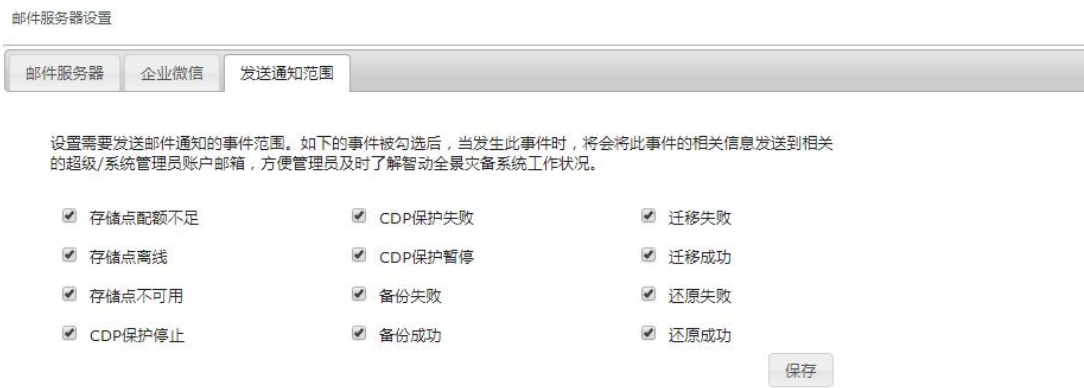 邮件服务器设置
邮件服务器 企业微信 发送通知范围
设置需要发送邮件通知的事件范围。如下的事件被勾选后，当发生此事件时，将会将此事件的相关信息发送到相关
的超级/系统管理员账户邮箱，方便管理员及时了解智动全景灾备系统工作状况。
存储点配额不足 CDP保护失败 迁移失败
存储点离线 CDP保护暂停 迁移成功
存储点不可用 备份失败 还原失败
CDP保护停止 备份成功 还原成功
保存